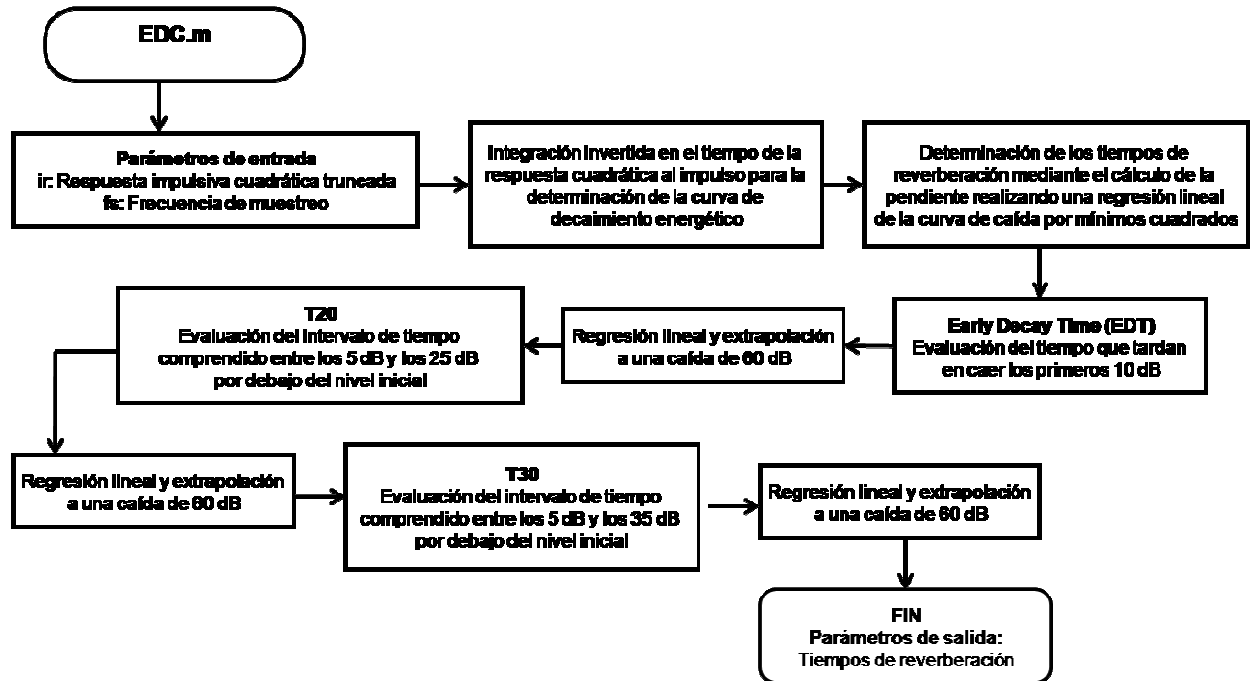 EDC.m
Parámetros de entrada
ir: Respuesta impulsiva cuadrática truncada
fs: Frecuencia de muestreo
Integración invertida en el tiempo de la
respuesta cuadrática al impulso para la
determinación de la curva de
decaimiento energético
Determinación de los tiempos de
reverberación mediante el cálculo de la
pendiente realizando una regresión lineal
de la curva de caída por mínimos cuadrados
Early Decay Time (EDT)
Evaluación del tiempo que tardan
en caer los primeros 10 dB
Regresión lineal y extrapolación
a una caída de 60 dB
T20
Evaluación del intervalo de tiempo
comprendido entre los 5 dB y los 25 dB
por debajo del nivel inicial
Regresión lineal y extrapolación
a una caída de 60 dB
T30
Evaluación del intervalo de tiempo
comprendido entre los 5 dB y los 35 dB
por debajo del nivel inicial
Regresión lineal y extrapolación
a una caída de 60 dB
FIN
Parámetros de salida:
Tiempos de reverberación